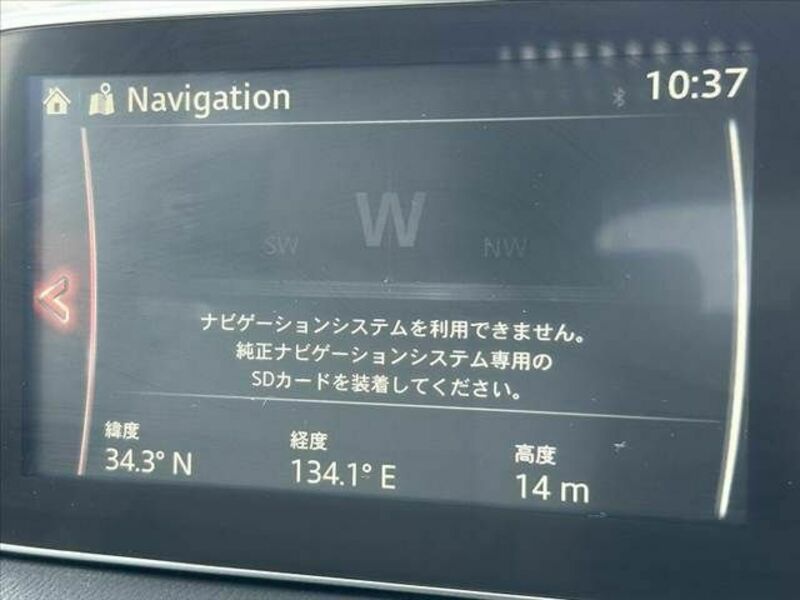 Navigation
10:37
W
SW
NW
ナビゲーションシステムを利用できません。
純正ナビゲーションシステム専用の
SDカードを装着してください。
緯度
経度
高度
34.3° N
134.1° E
14 m